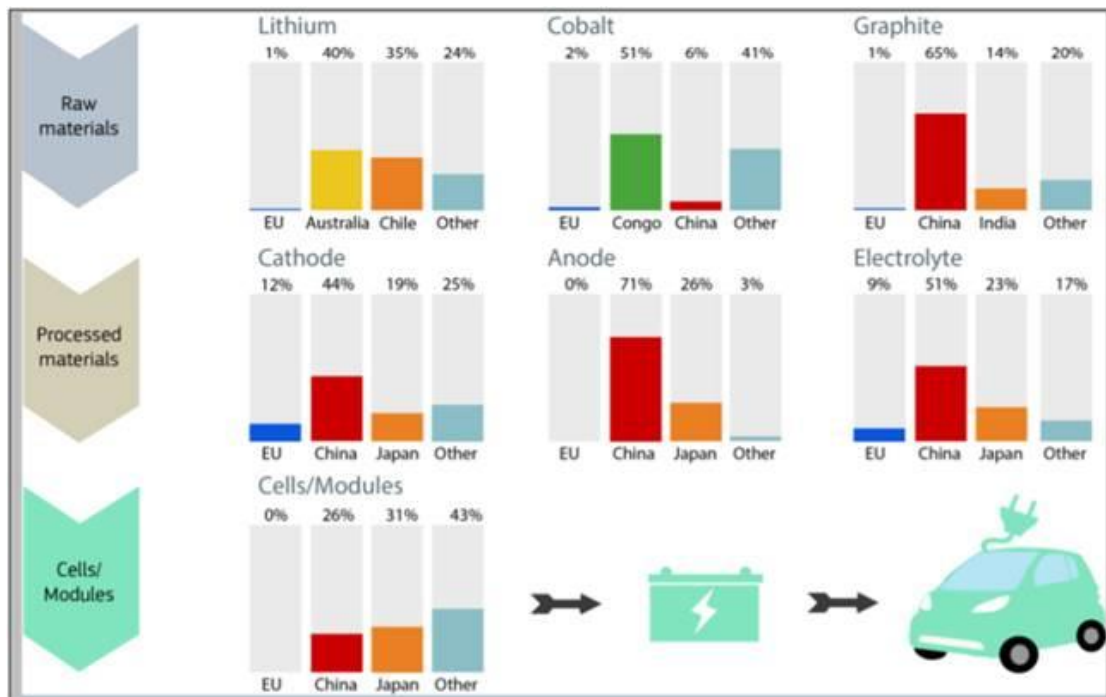 Raw
materials
Lithium
1% 40% 35% 24%
EU Australia Chile Other
Cobalt
2% 51% 6% 41%
EU Congo China Other
Graphite
1% 65% 14% 20%
EU China India Other
Processed
materials
Cathode
12% 44% 19% 25%
EU China Japan Other
Anode
0% 71% 26% 3%
EU China Japan Other
Electrolyte
9% 51% 23% 17%
EU China Japan Other
Cells/
Modules
Cells/Modules
0% 26% 31% 43%
EU China Japan Other